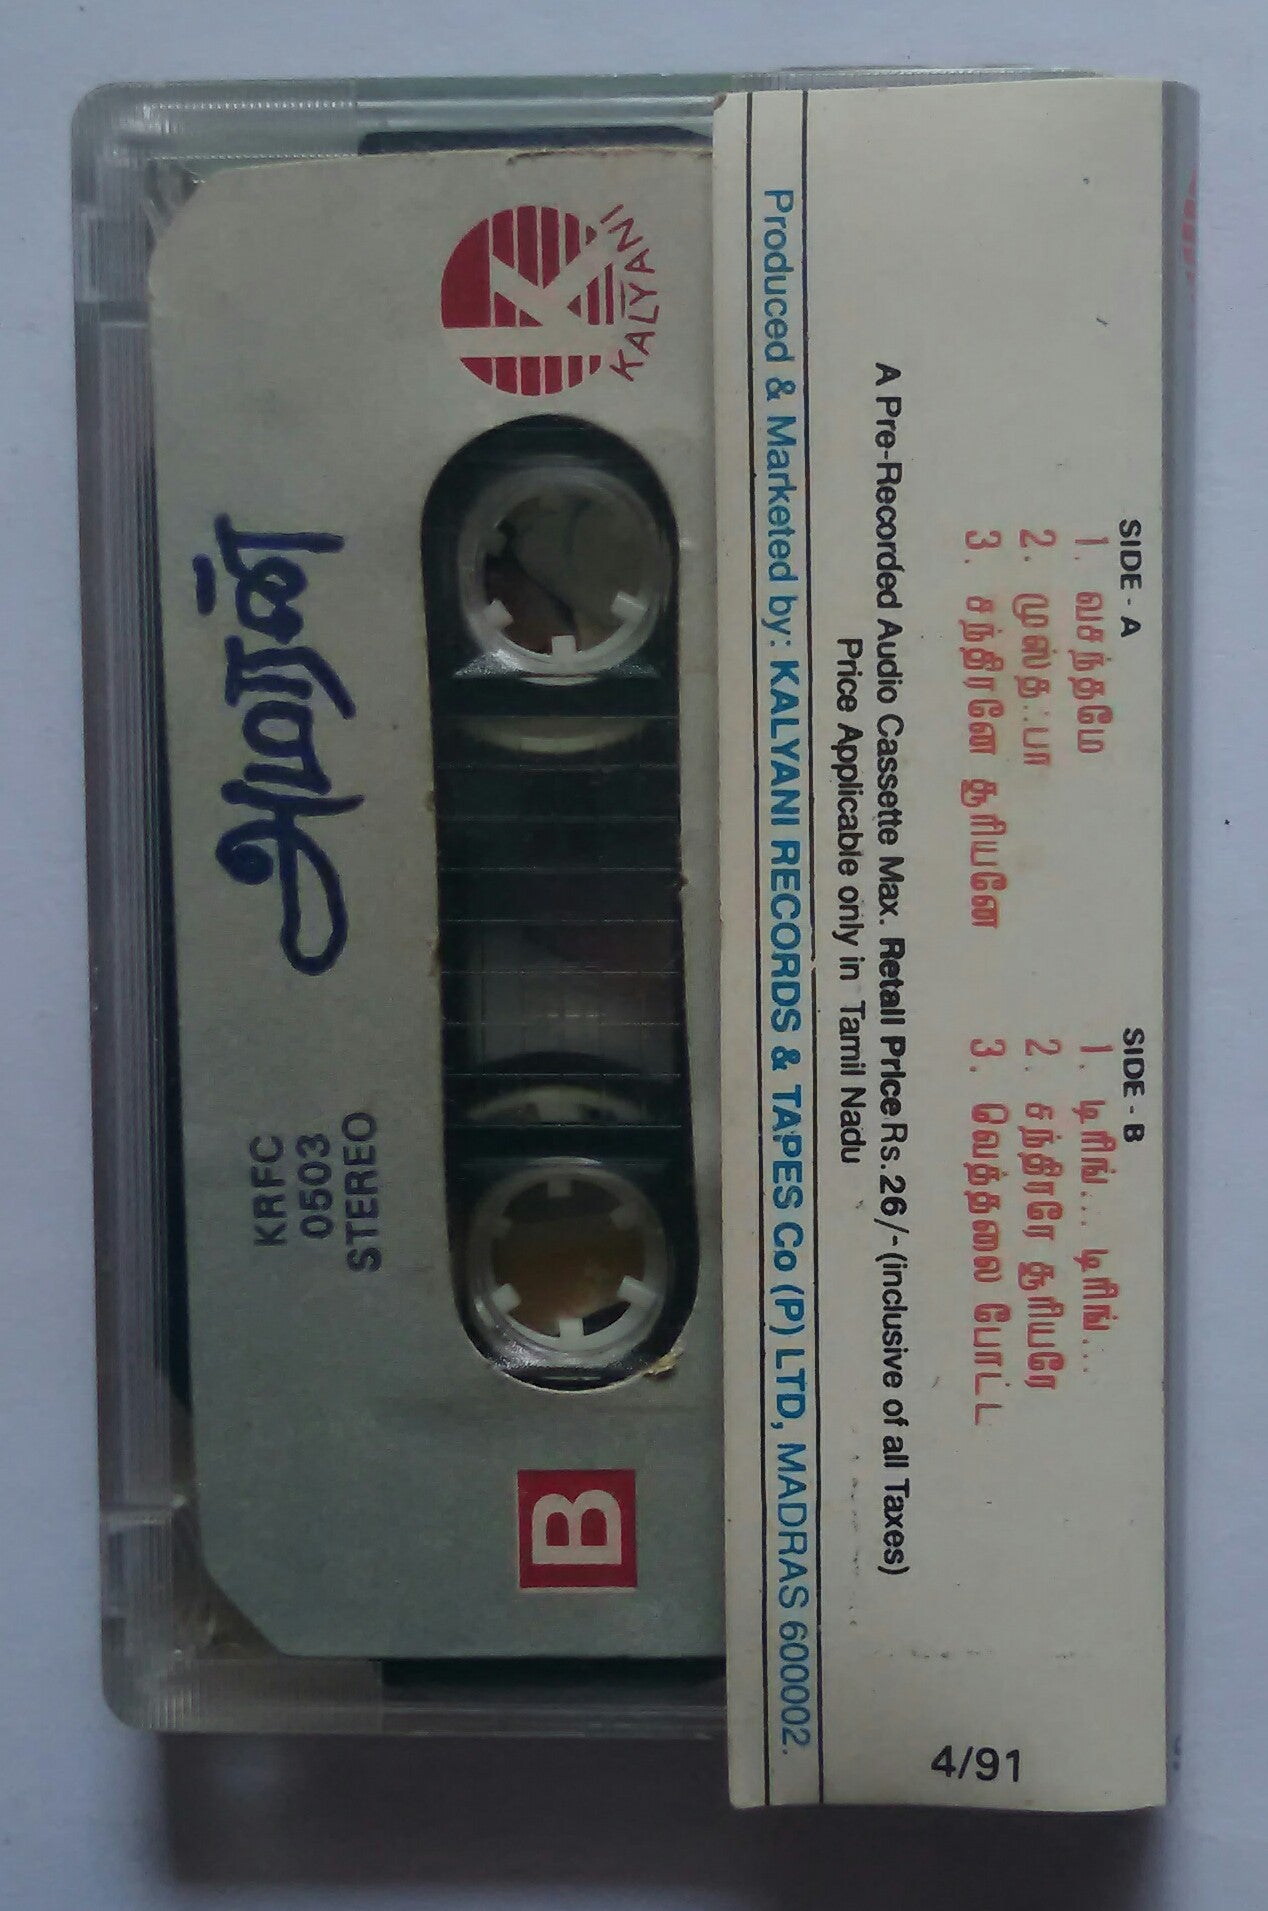 SIDE - A
1. வசந்தமே
2. முஸ்த..பா
3. சந்திரனே சூரியனே
SIDE - B
1. டிரிங்... டிரிங்...
2. சந்திரரே சூரியரே
3. வெத்தலை போட்ட
A Pre-Recorded Audio Cassette Max. Retail Price Rs.26/-(inclusive of all Taxes)
Price Applicable only in Tamil Nadu
4/91
Produced & Marketed by: KALYANI RECORDS & TAPES Co (P) LTD, MADRAS 600002.
K
KALYANI
B
STEREO
0503
KRFC